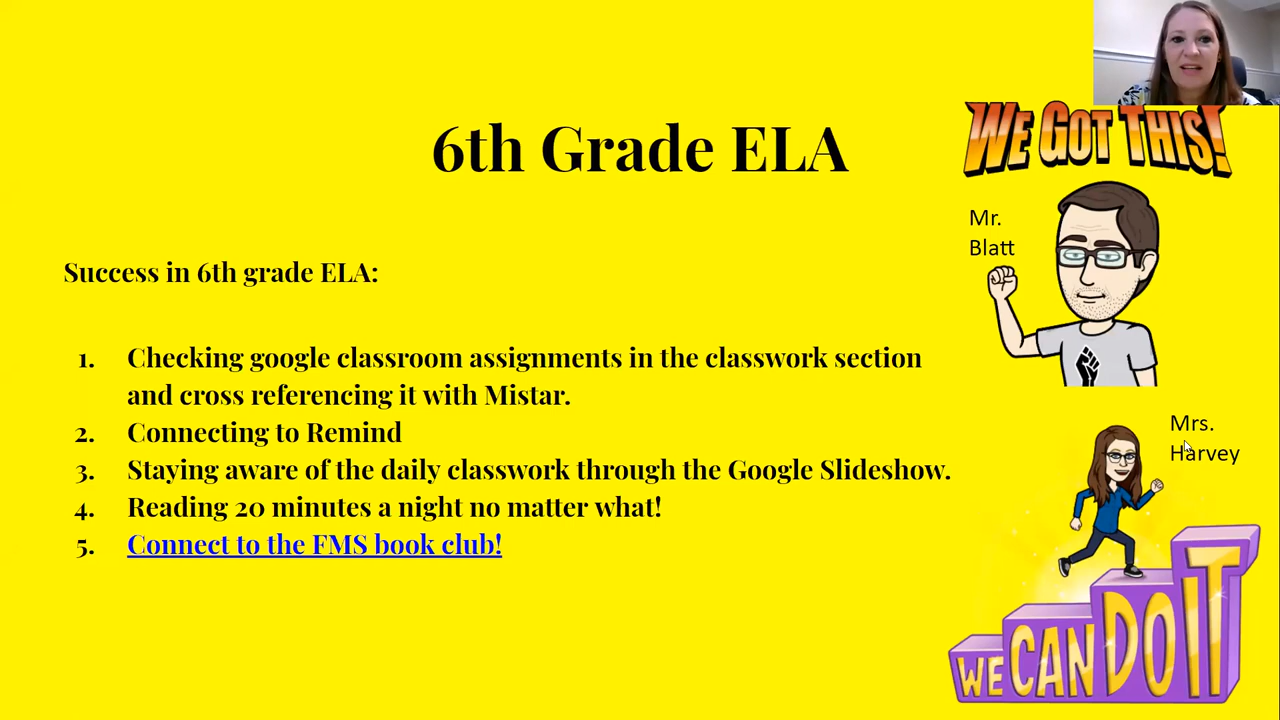 6th Grade ELA
Success in 6th grade ELA:
1. Checking google classroom assignments in the classwork section
and cross referencing it with Mistar.
2. Connecting to Remind
3. Staying aware of the daily classwork through the Google Slideshow.
4. Reading 20 minutes a night no matter what!
5. Connect to the FMS book club!
WE GOT THIS!
Mr.
Blatt
Mrs.
Harvey
WE CAN DO IT